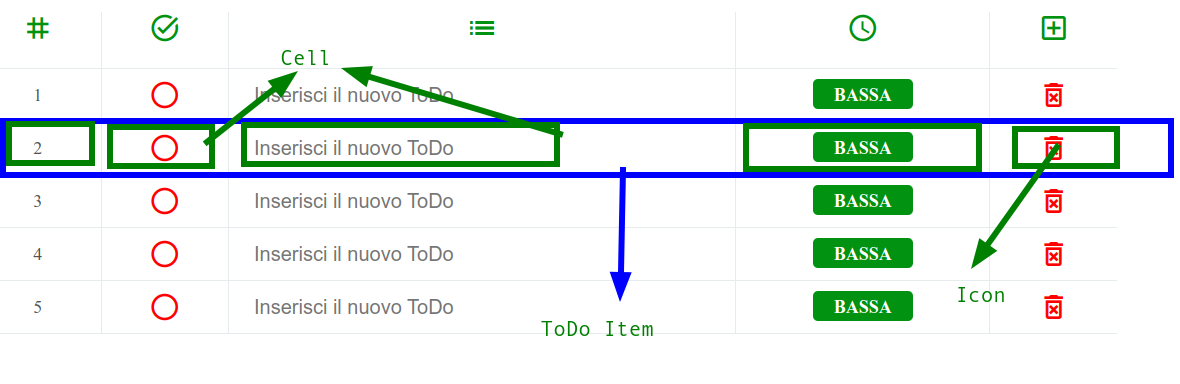 Cell
1 Inserisci il nuovo ToDo BASSA
2 Inserisci il nuovo ToDo BASSA
3 Inserisci il nuovo ToDo BASSA
4 Inserisci il nuovo ToDo BASSA
5 Inserisci il nuovo ToDo BASSA
Icon
ToDo Item